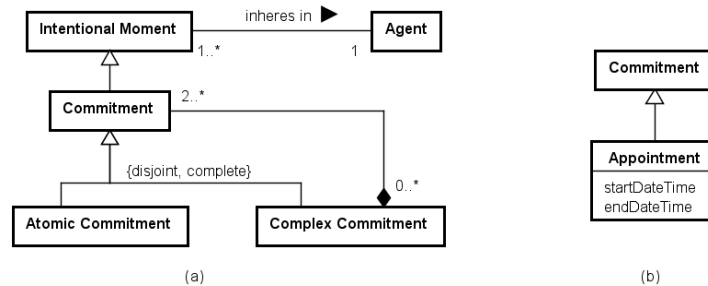 inheres in ▶
Intentional Moment
Agent
1..*
1
Commitment
2..*
{disjoint, complete}
0..*
Atomic Commitment
Complex Commitment
(a)
Commitment
Appointment
startDateTime
endDateTime
(b)